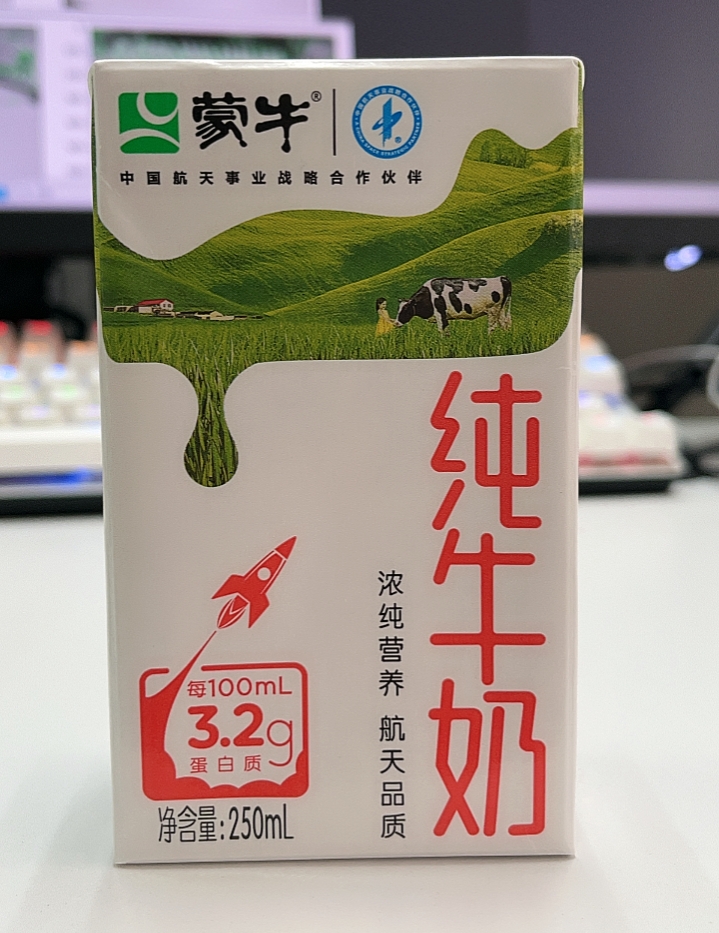 蒙牛®
中国航天事业战略合作伙伴
纯牛奶
浓纯营养 航天品质
每100mL
3.2g
蛋白质
净含量:250mL